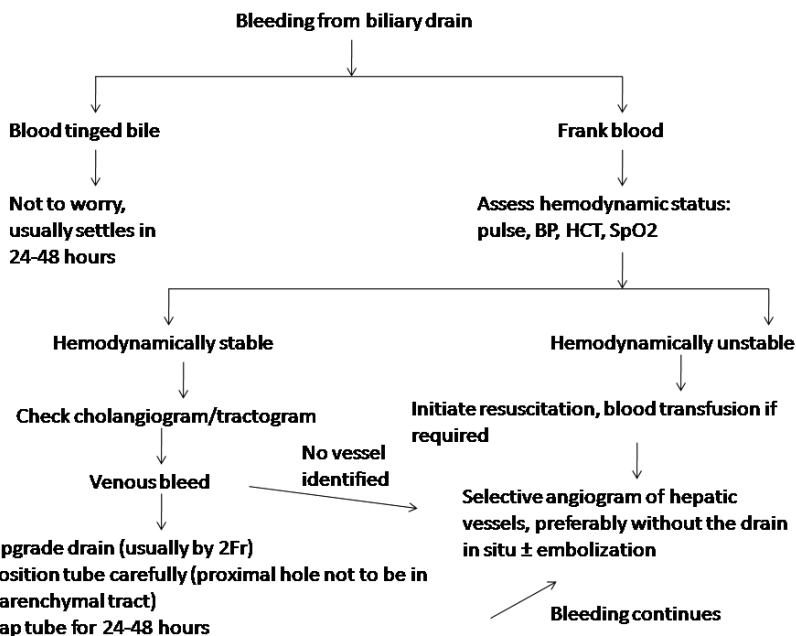 Bleeding from biliary drain
Blood tinged bile
Frank blood
Not to worry,
usually settles in
24-48 hours
Assess hemodynamic status:
pulse, BP, HCT, SpO2
Hemodynamically stable
Hemodynamically unstable
Check cholangiogram/tractogram
Initiate resuscitation, blood transfusion if
required
No vessel
identified
Venous bleed
Selective angiogram of hepatic
vessels, preferably without the drain
in situ ± embolization
pgrade drain (usually by 2Fr)
osition tube carefully (proximal hole not to be in
arenchymal tract)
ap tube for 24-48 hours
Bleeding continues